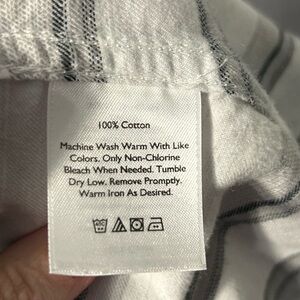 100% Cotton
Machine Wash Warm With Like
Colors. Only Non-Chlorine
Bleach When Needed. Tumble
Dry Low. Remove Promptly.
Warm Iron As Desired.